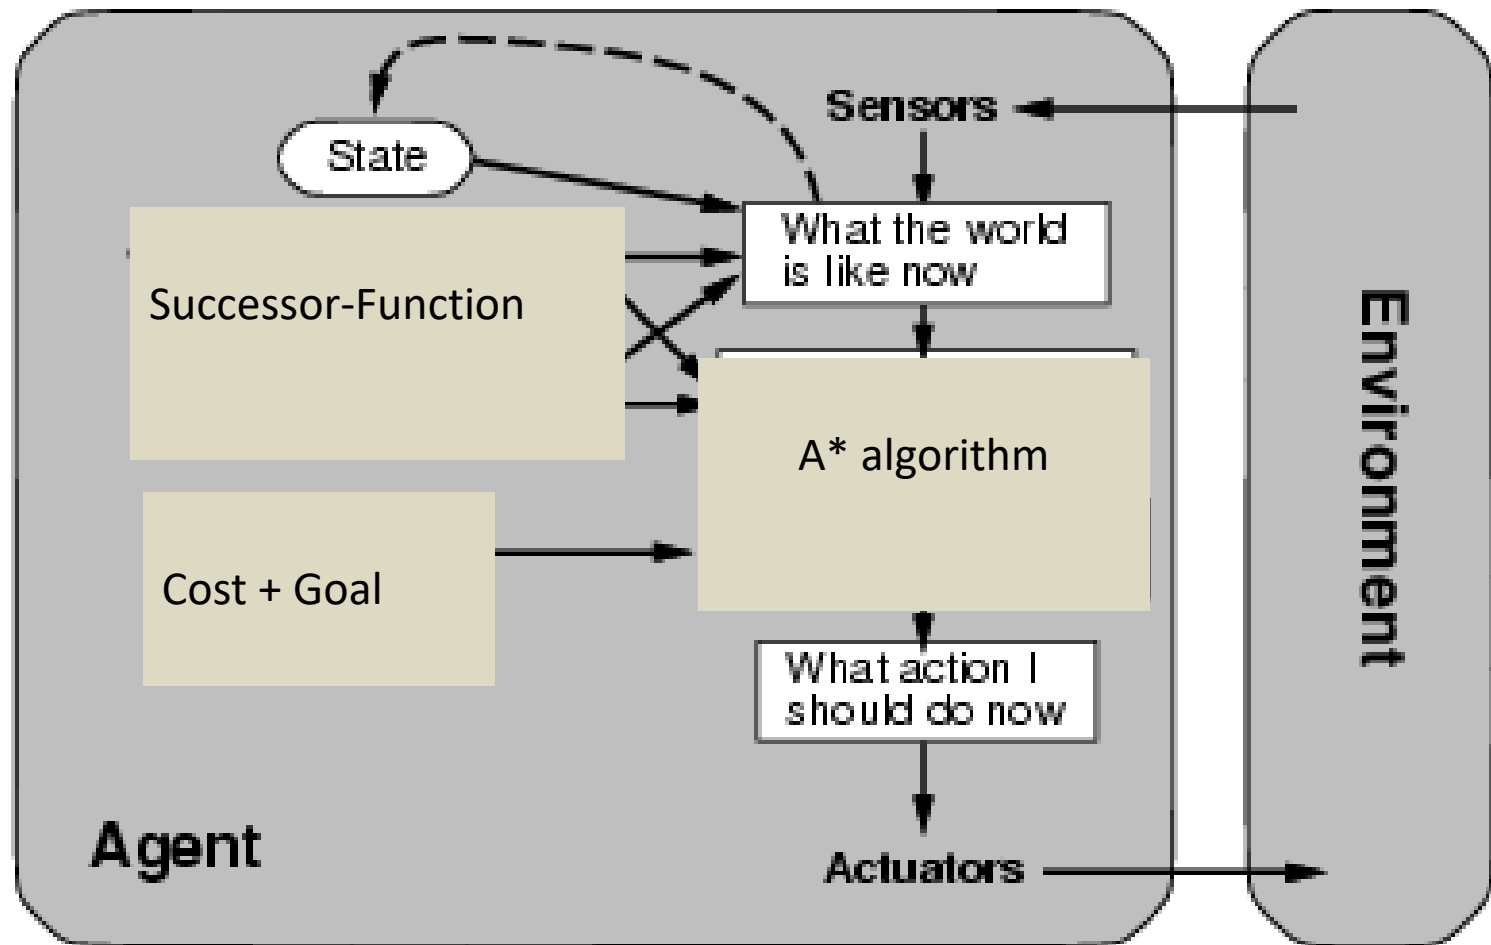 Sensors
State
What the world
is like now
Successor-Function
Environment
A* algorithm
Cost + Goal
What action I
should do now
Agent
Actuators